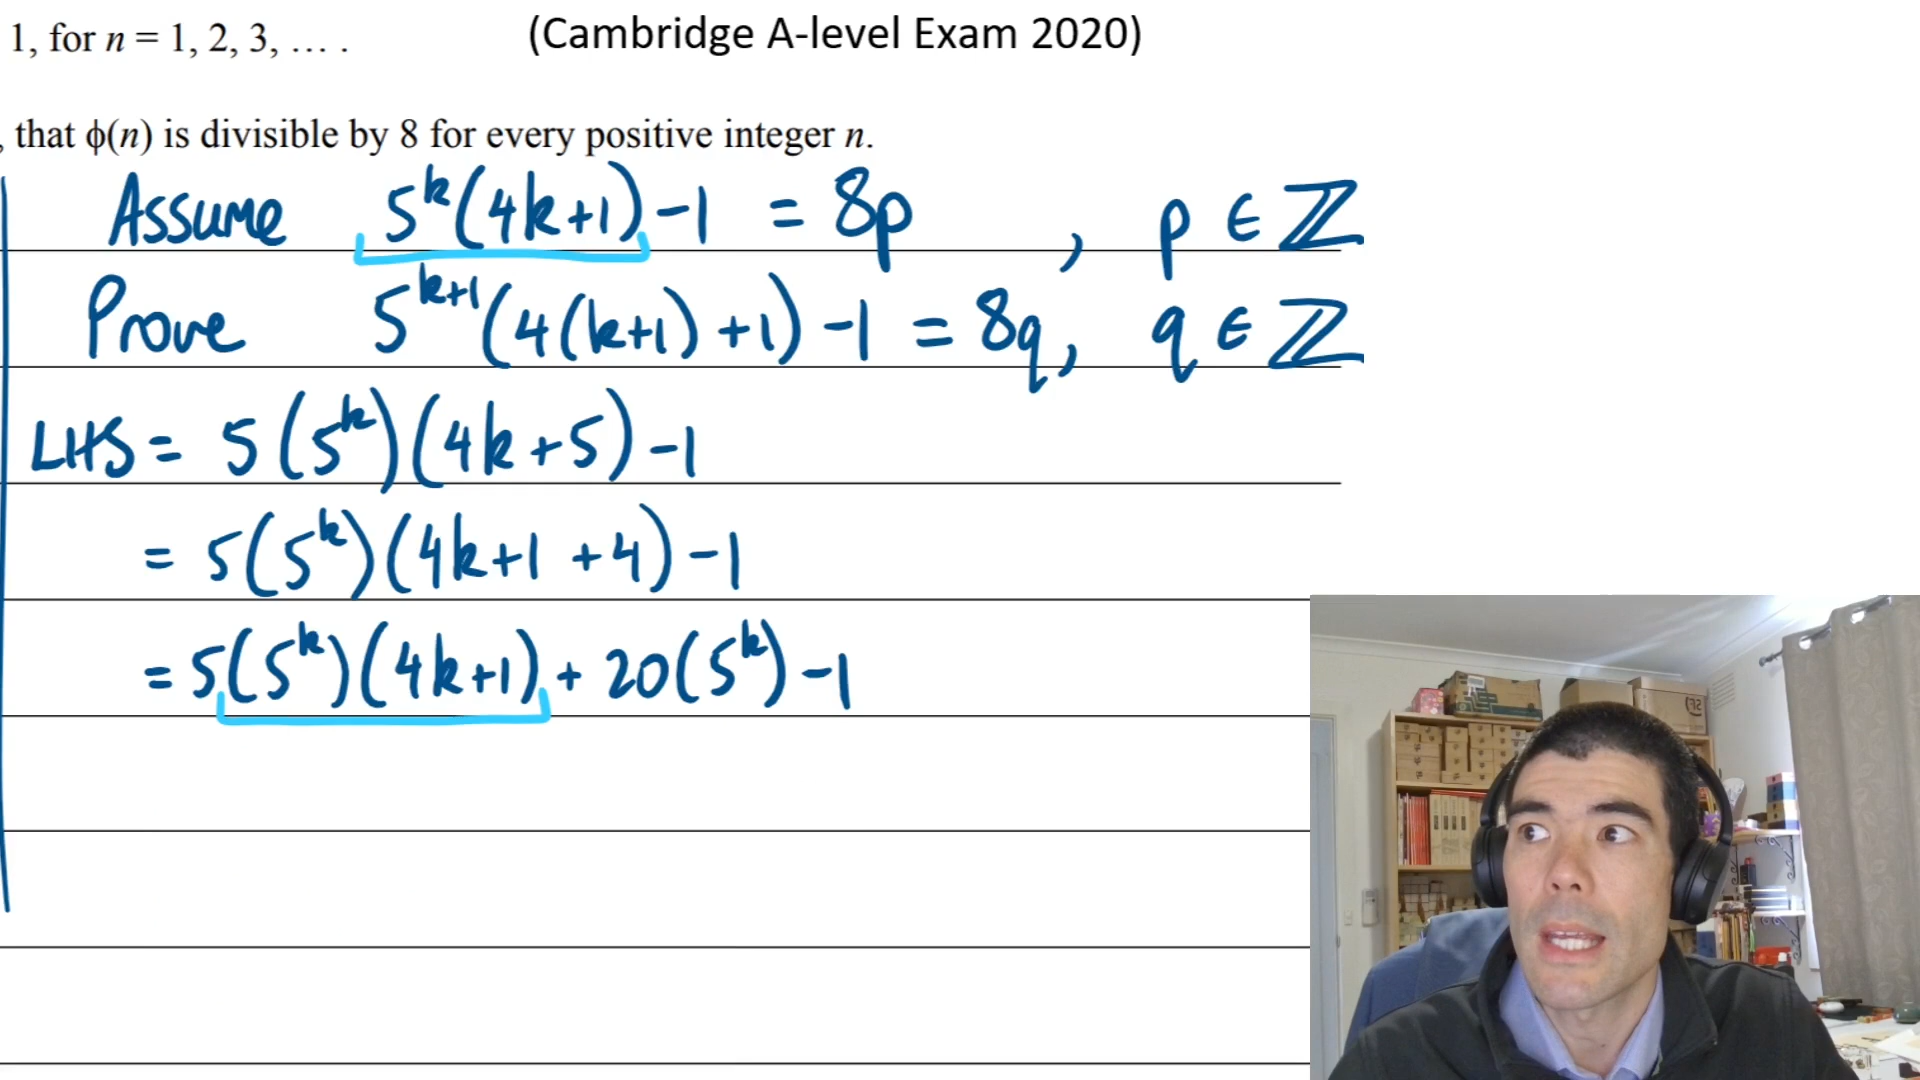 1, for n = 1, 2, 3, … .
(Cambridge A-level Exam 2020)
, that ϕ(n) is divisible by 8 for every positive integer n.
Assume 5^k(4k+1)-1 = 8p , p ∈ ℤ
Prove 5^{k+1}(4(k+1)+1)-1 = 8q, q ∈ ℤ
LHS = 5(5^k)(4k+5)-1
= 5(5^k)(4k+1+4)-1
= 5(5^k)(4k+1)+20(5^k)-1